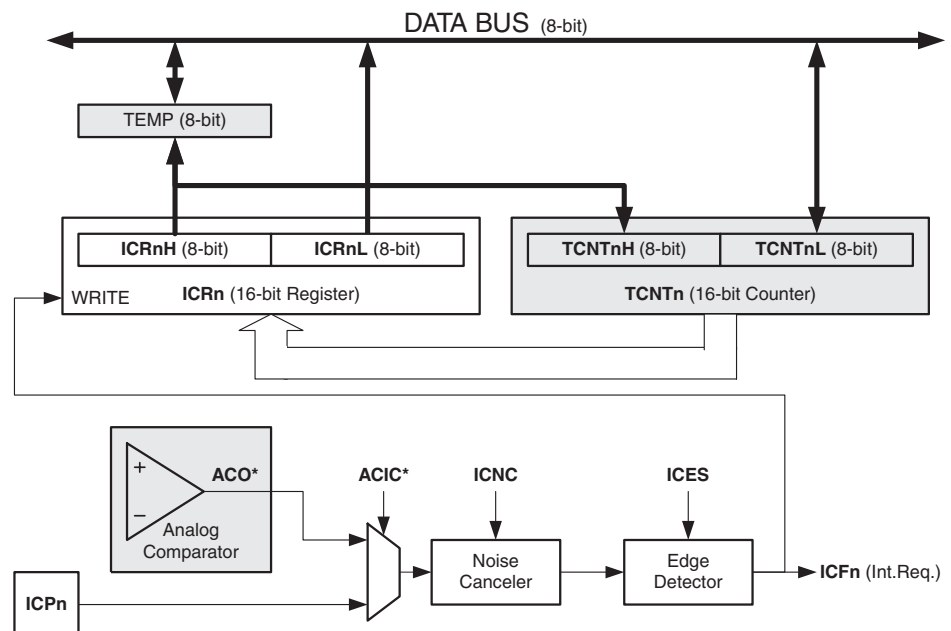 DATA BUS (8-bit)
TEMP (8-bit)
ICRnH (8-bit) ICRnL (8-bit) TCNTnH (8-bit) TCNTnL (8-bit)
WRITE ICRn (16-bit Register) TCNTn (16-bit Counter)
+
ACO* ACIC* ICNC ICES
−
Analog
Comparator
Noise
Canceler
Edge
Detector
ICFn (Int.Req.)
ICPn